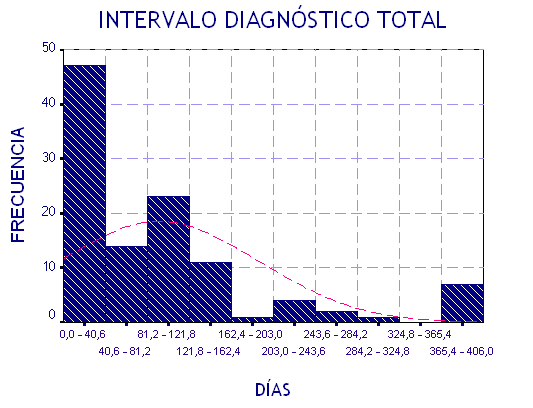 INTERVALO DIAGNÓSTICO TOTAL
FRECUENCIA
50
40
30
20
10
0
0,0 – 40,6
81,2 – 121,8
162,4 – 203,0
243,6 – 284,2
324,8 – 365,4
40,6 – 81,2
121,8 – 162,4
203,0 – 243,6
284,2 – 324,8
365,4 – 406,0
DÍAS